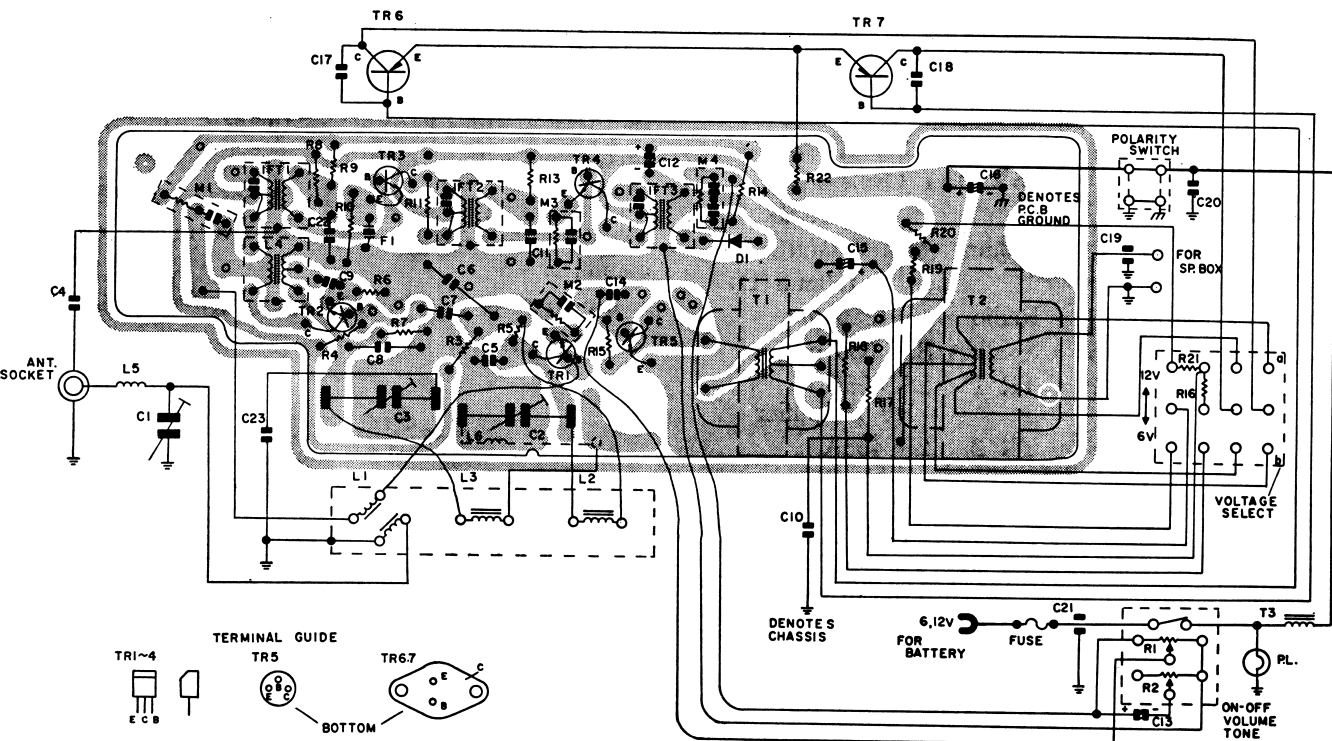 TR6
TR7
C17
C
E
B
E
C
B
C18
POLARITY
SWITCH
R8
R9
TR3
B
C
E
IFT1
M1
C22
R10
F1
R11
IFT2
R13
M3
C11
TR4
B
E
C
C12
IFT3
M4
R14
D1
R22
C16
DENOTES
P.C.B
GROUND
C20
R20
R19
C15
C19
FOR
SP. BOX
L4
C4
C9
R6
TR2
E
B
C
R4
R7
C8
C7
C6
R3
C5
R5
M2
C14
E
B
C
TR1
R15
B
C
E
TR5
T1
R18
R17
T2
R21
12V
R16
6V
a)
b
VOLTAGE
SELECT
ANT.
SOCKET
L5
C1
C23
C3
L6
C2
L1
L3
L2
C10
DENOTES
CHASSIS
6,12V
FOR
BATTERY
FUSE
C21
T3
R1
R2
P.L.
C13
ON-OFF
VOLUME
TONE
TERMINAL GUIDE
TR1~4
TR5
TR6.7
E C B
B
E C
E
B
C
BOTTOM